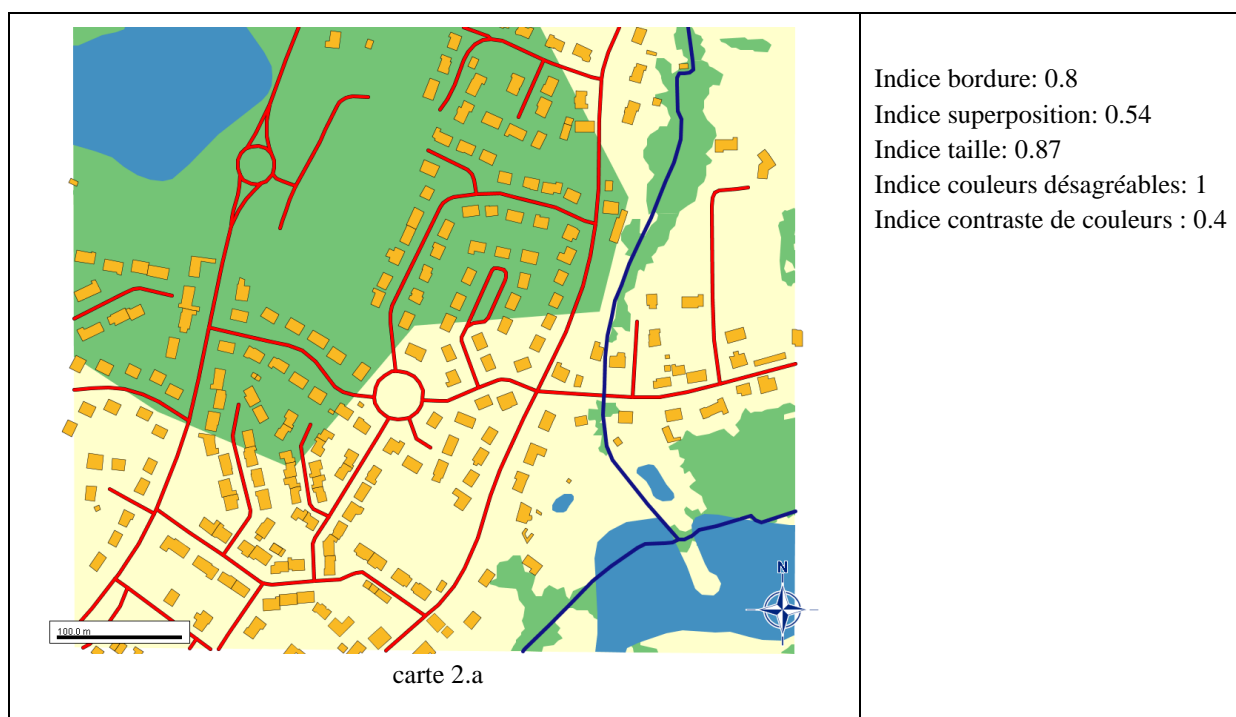 Indice bordure: 0.8
Indice superposition: 0.54
Indice taille: 0.87
Indice couleurs désagréables: 1
Indice contraste de couleurs : 0.4
N
100.0 m
carte 2.a